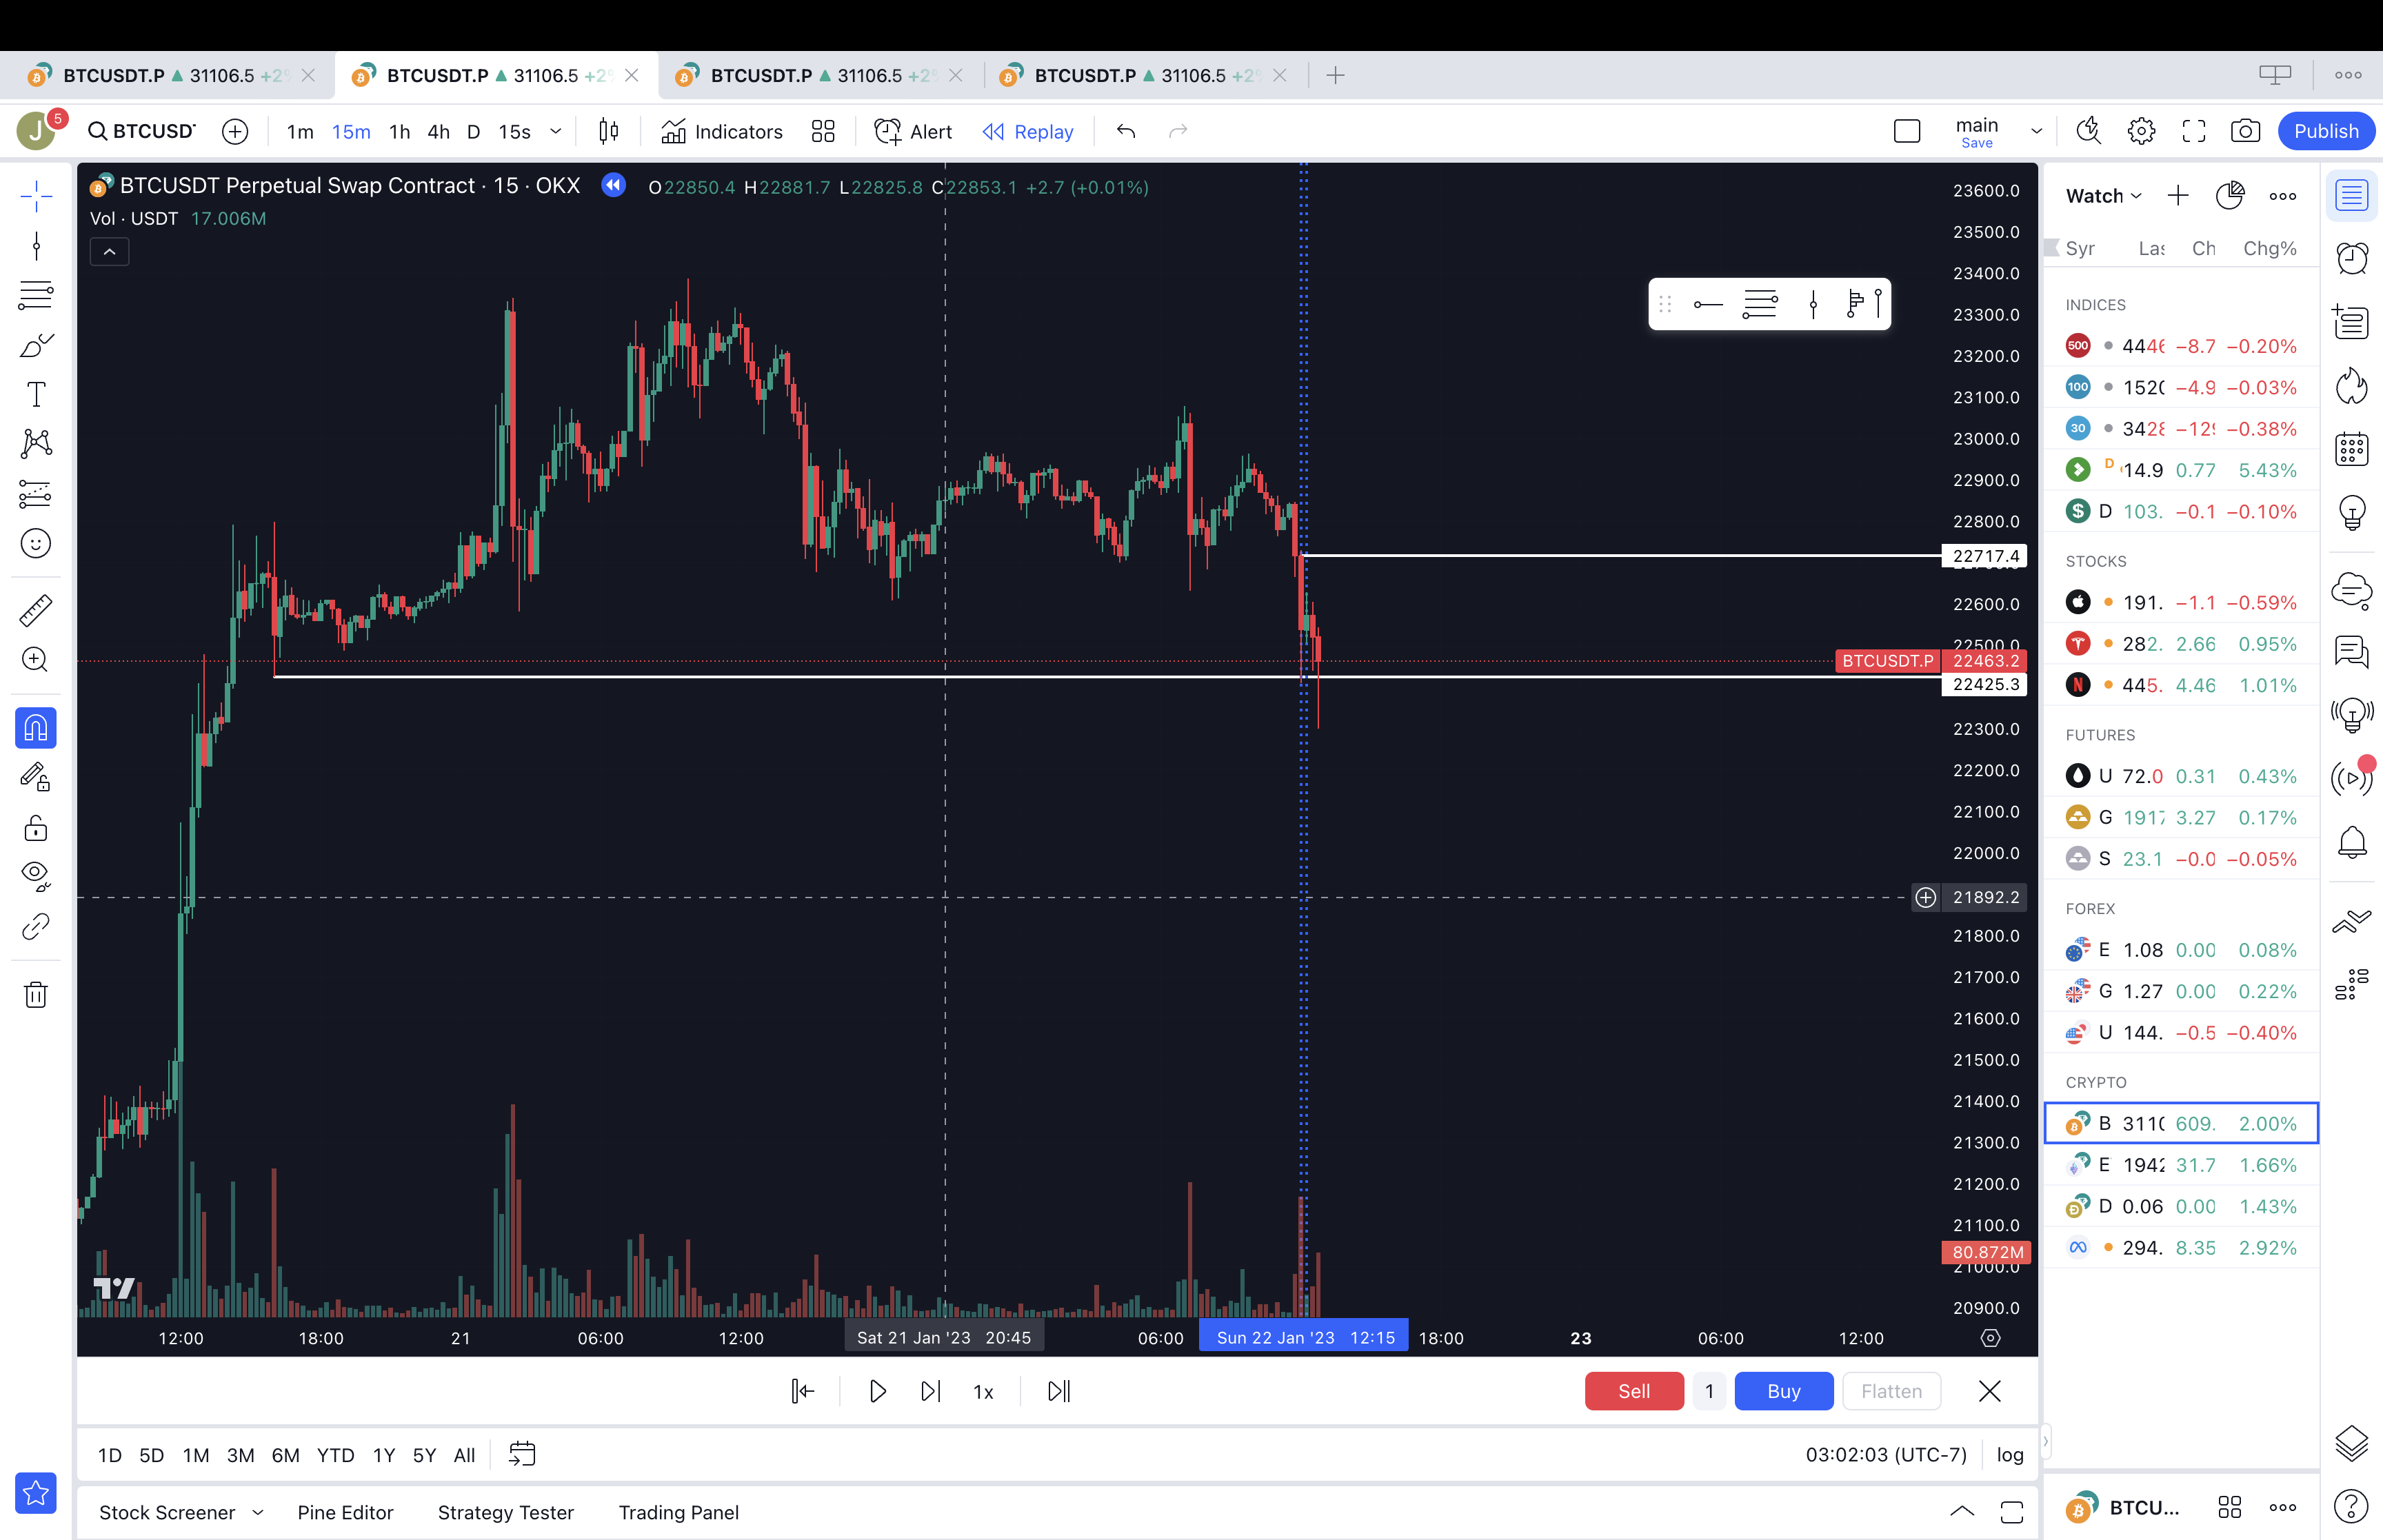 BTCUSDT.P 31106.5 +2 BTCUSDT.P 31106.5 +2 BTCUSDT.P 31106.5 +2 BTCUSDT.P 31106.5 +2
J 5 BTCUSD 1m 15m 1h 4h D 15s Indicators Alert Replay main Save Publish
BTCUSDT Perpetual Swap Contract · 15 · OKX O22850.4 H22881.7 L22825.8 C22853.1 +2.7 (+0.01%)
Vol · USDT 17.006M
23600.0
23500.0
23400.0
23300.0
23200.0
23100.0
23000.0
22900.0
22800.0
22717.4
22600.0
22500.0
BTCUSDT.P 22463.2
22425.3
22300.0
22200.0
22100.0
22000.0
21892.2
21800.0
21700.0
21600.0
21500.0
21400.0
21300.0
21200.0
21100.0
80.872M
21000.0
20900.0
12:00 18:00 21 06:00 12:00 Sat 21 Jan '23 20:45 06:00 Sun 22 Jan '23 12:15 18:00 23 06:00 12:00
1x Sell 1 Buy Flatten
1D 5D 1M 3M 6M YTD 1Y 5Y All 03:02:03 (UTC-7) log
Stock Screener Pine Editor Strategy Tester Trading Panel
Watch
Syr Las Ch Chg%
INDICES
500 4446 −8.7 −0.20%
100 1520 −4.9 −0.03%
30 3428 −129 −0.38%
D 14.9 0.77 5.43%
$ D 103. −0.1 −0.10%
STOCKS
191. −1.1 −0.59%
282. 2.66 0.95%
N 445. 4.46 1.01%
FUTURES
U 72.0 0.31 0.43%
G 1917 3.27 0.17%
S 23.1 −0.0 −0.05%
FOREX
E 1.08 0.00 0.08%
G 1.27 0.00 0.22%
U 144. −0.5 −0.40%
CRYPTO
B 3110 609. 2.00%
E 1942 31.7 1.66%
D 0.06 0.00 1.43%
294. 8.35 2.92%
BTCU...